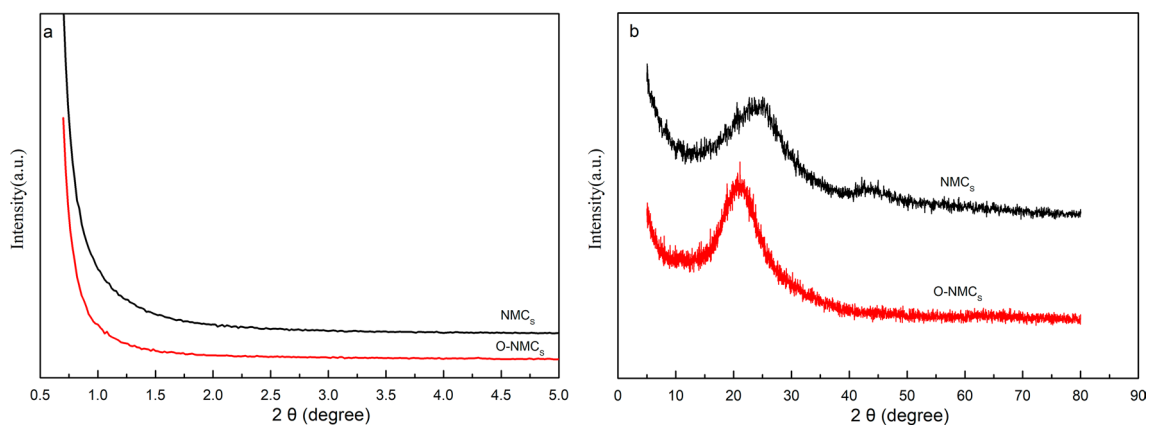 a
Intensity(a.u.)
NMCs
O-NMCs
0.5 1.0 1.5 2.0 2.5 3.0 3.5 4.0 4.5 5.0
2 θ (degree)
b
Intensity(a.u.)
NMCs
O-NMCs
0 10 20 30 40 50 60 70 80 90
2 θ (degree)